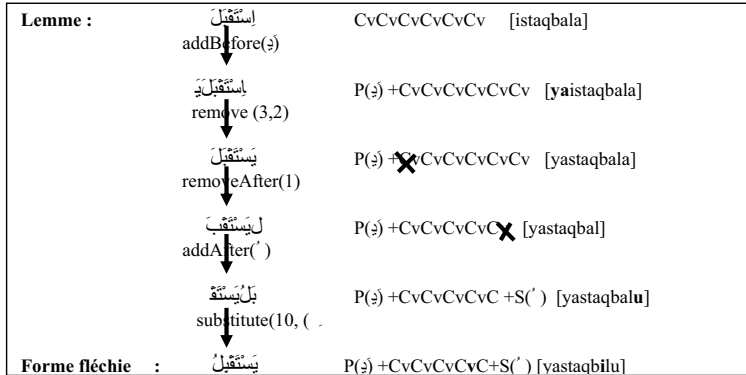 Lemme : اِسْتَقْبَلَ CvCvCvCvCvCv [istaqbala]
addBefore(يَ)
يَاِسْتَقْبَلَ P(يَ) +CvCvCvCvCvCv [yaistaqbala]
remove (3,2)
يَسْتَقْبَلَ P(يَ) +CvCvCvCvCvCv [yastaqbala]
removeAfter(1)
يَسْتَقْبَل P(يَ) +CvCvCvCvC [yastaqbal]
addAfter( ُ )
يَسْتَقْبَلُ P(يَ) +CvCvCvCvC +S( ُ ) [yastaqbalu]
substitute(10, ( ِ
Forme fléchie : يَسْتَقْبِلُ P(يَ) +CvCvCvCvC+S( ُ ) [yastaqbilu]